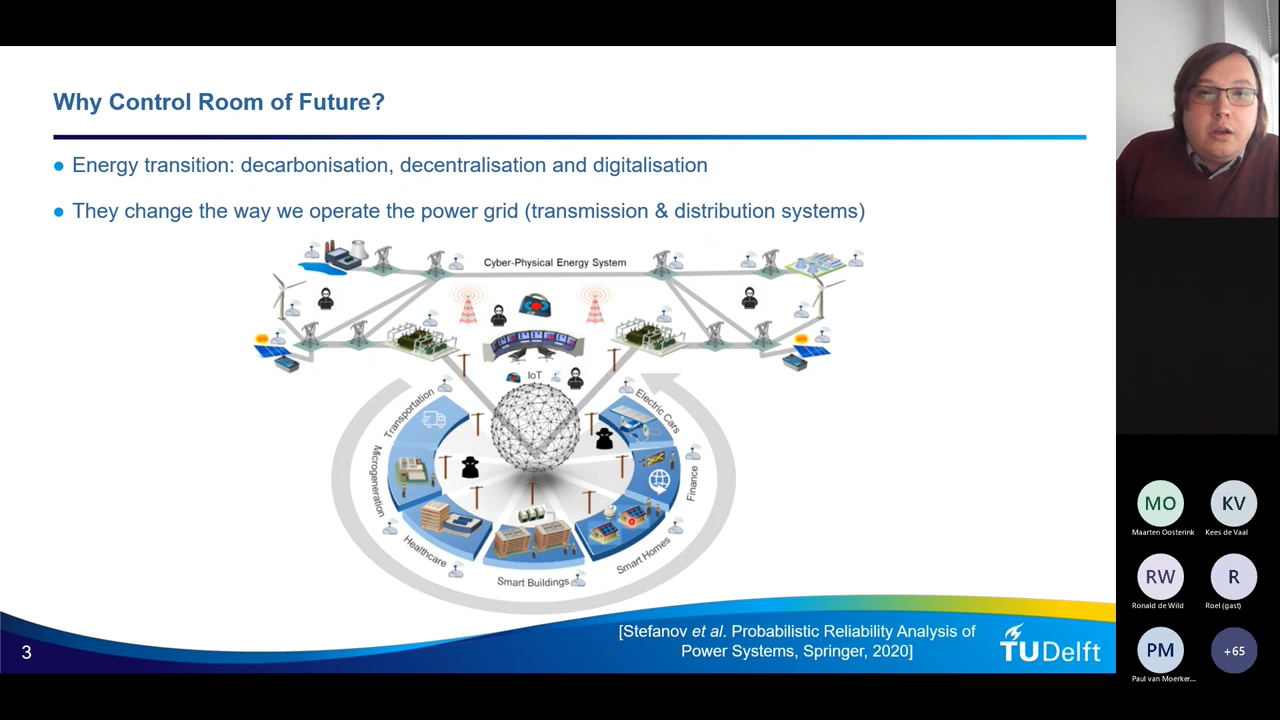 Why Control Room of Future?
Energy transition: decarbonisation, decentralisation and digitalisation
They change the way we operate the power grid (transmission & distribution systems)
Cyber-Physical Energy System
IoT
Transportation
Electric Cars
Microgeneration
Finance
Healthcare
Smart Homes
Smart Buildings
[Stefanov et al. Probabilistic Reliability Analysis of
Power Systems, Springer, 2020]
TUDelft
3
MO
KV
Maarten Oosterink
Kees de Vaal
RW
R
Ronald de Wild
Roel (gast)
PM
+65
Paul van Moerker...